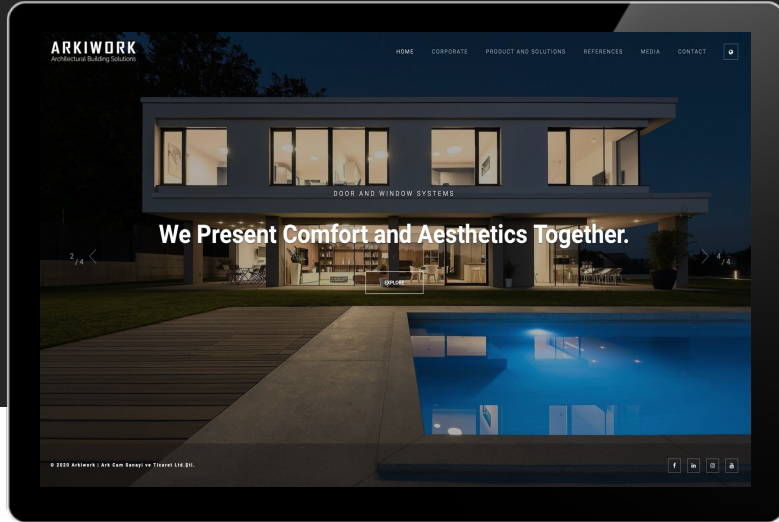 ARKIWORK
Architectural Building Solutions
HOME CORPORATE PRODUCT AND SOLUTIONS REFERENCES MEDIA CONTACT
DOOR AND WINDOW SYSTEMS
We Present Comfort and Aesthetics Together.
2/4
4/4
EXPLORE
© 2020 Arkiwork | Ark Cam Sanayi ve Ticaret Ltd.Şti.
f in a